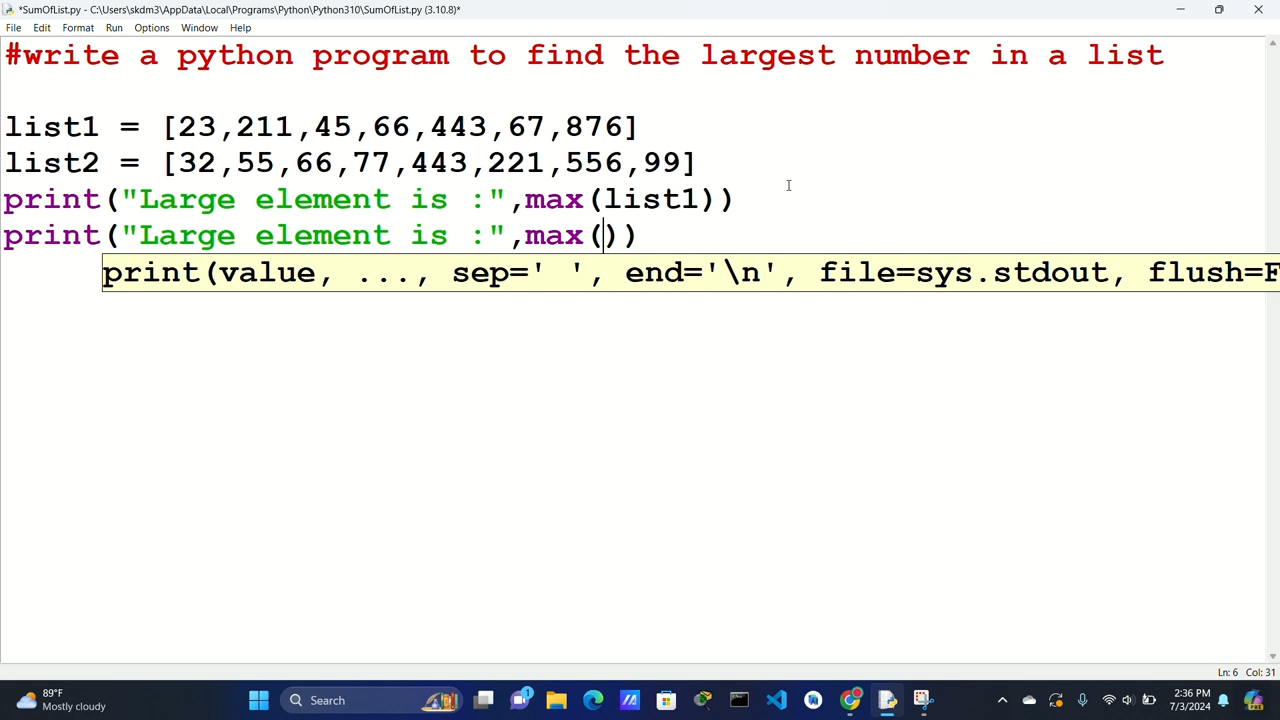 *SumOfList.py - C:\Users\skdm3\AppData\Local\Programs\Python\Python310\SumOfList.py (3.10.8)*
File Edit Format Run Options Window Help
#write a python program to find the largest number in a list
list1 = [23,211,45,66,443,67,876]
list2 = [32,55,66,77,443,221,556,99]
print("Large element is :",max(list1))
print("Large element is :",max())
print(value, ..., sep=' ', end='\n', file=sys.stdout, flush=F
Ln: 6 Col: 31
89°F
Mostly cloudy
Search
1
2:36 PM
7/3/2024